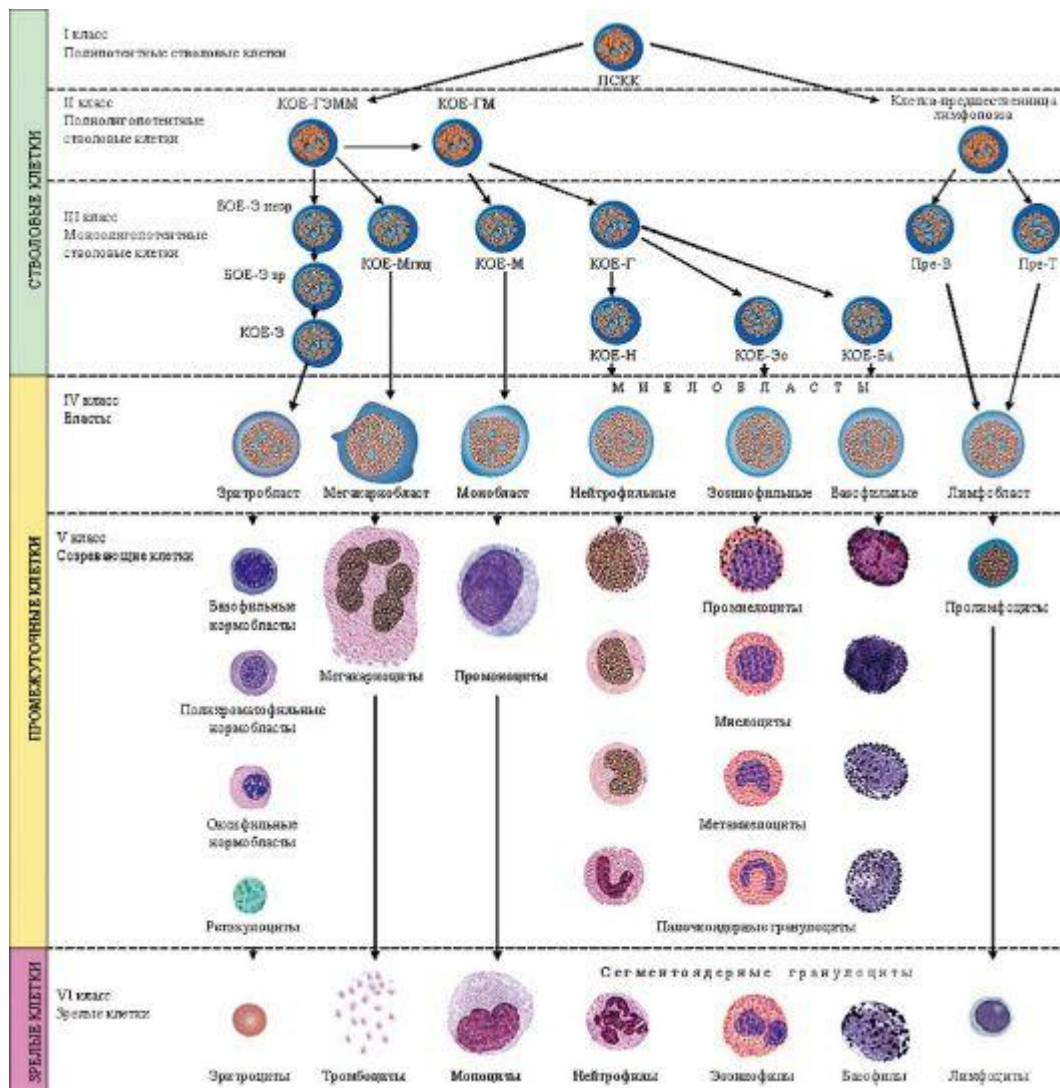 СТВОЛОВЫЕ КЛЕТКИ
I класс
Полипотентные стволовые клетки
ПСКК
II класс
Полиолигопотентные
стволовые клетки
КОЕ-ГЭММ
КОЕ-ГМ
Клетка-предшественница
лимфопоэза
III класс
Моноолигопотентные
стволовые клетки
БОЕ-Э незр
КОЕ-Мгкц
КОЕ-М
КОЕ-Г
Пре-В
Пре-Т
БОЕ-Э зр
КОЕ-Э
КОЕ-Н
КОЕ-Эо
КОЕ-Ба
ПРОМЕЖУТОЧНЫЕ КЛЕТКИ
МИЕЛОБЛАСТЫ
IV класс
Бласты
Эритробласт
Мегакариобласт
Монобласт
Нейтрофильные
Эозинофильные
Базофильные
Лимфобласт
V класс
Созревающие клетки
Базофильные
нормобласты
Промиелоциты
Пролимфоциты
Мегакариоциты
Промоноциты
Полихроматофильные
нормобласты
Миелоциты
Оксифильные
нормобласты
Метамиелоциты
Ретикулоциты
Палочкоядерные гранулоциты
ЗРЕЛЫЕ КЛЕТКИ
Сегментоядерные гранулоциты
VI класс
Зрелые клетки
Эритроциты
Тромбоциты
Моноциты
Нейтрофилы
Эозинофилы
Базофилы
Лимфоциты